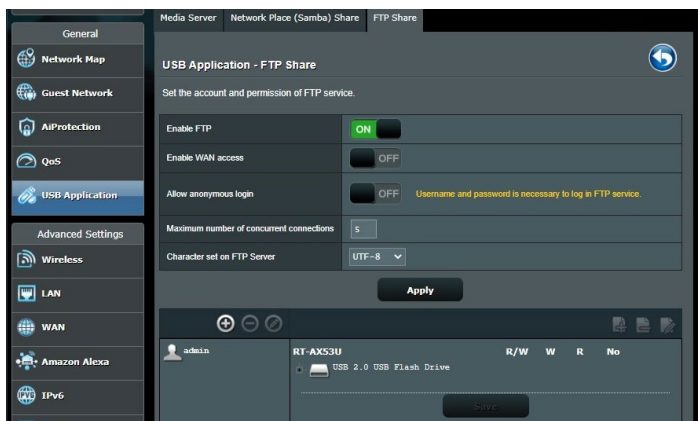 Media Server
Network Place (Samba) Share
FTP Share
General
Network Map
Guest Network
AiProtection
QoS
USB Application
Advanced Settings
Wireless
LAN
WAN
Amazon Alexa
IPv6
USB Application - FTP Share
Set the account and permission of FTP service.
Enable FTP
ON
Enable WAN access
OFF
Allow anonymous login
OFF
Username and password is necessary to log in FTP service.
Maximum number of concurrent connections
5
Character set on FTP Server
UTF-8
Apply
admin
RT-AX53U
R/W
W
R
No
USB 2.0 USB Flash Drive
Save